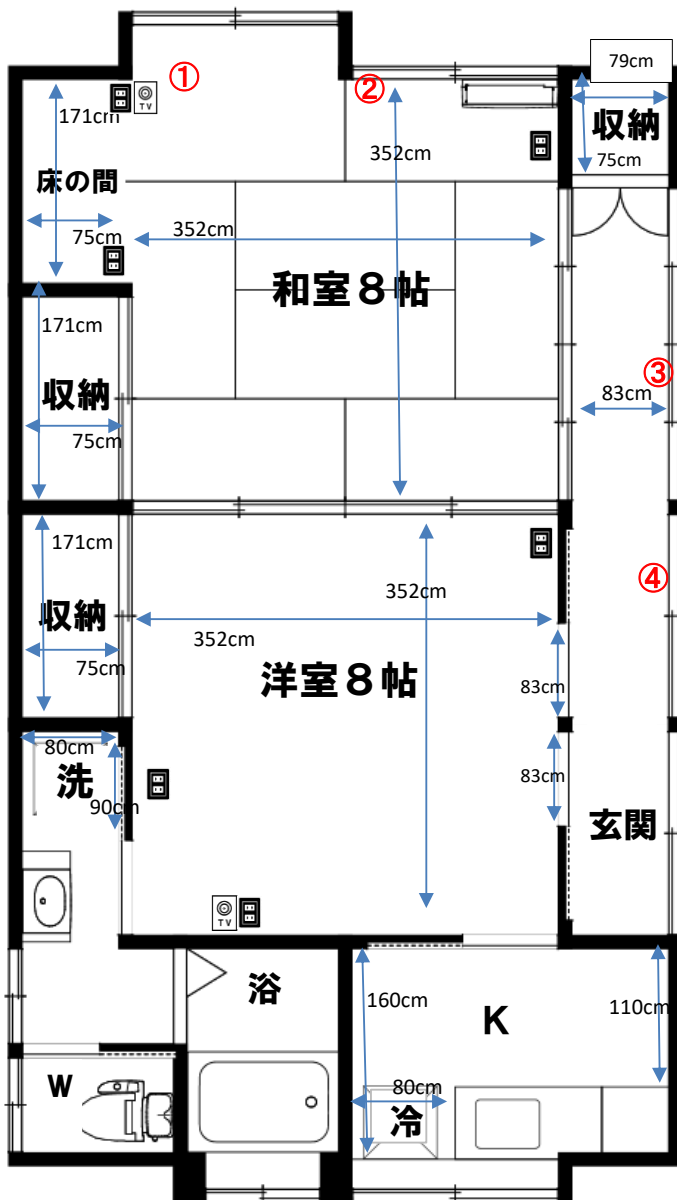 79cm
①
②
171cm
TV
収納
352cm
75cm
床の間
75cm
352cm
和室８帖
171cm
③
83cm
収納
75cm
171cm
④
352cm
収納
352cm
75cm
洋室８帖
83cm
80cm
洗
83cm
90cm
玄関
TV
浴
160cm
K
110cm
W
80cm
冷